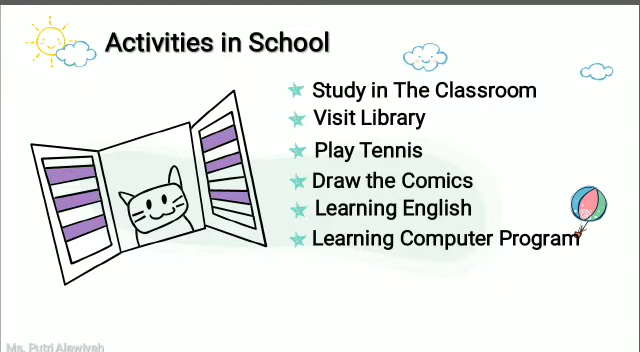 Activities in School
Study in The Classroom
Visit Library
Play Tennis
Draw the Comics
Learning English
Learning Computer Program
Ms. Putri Alawiyah